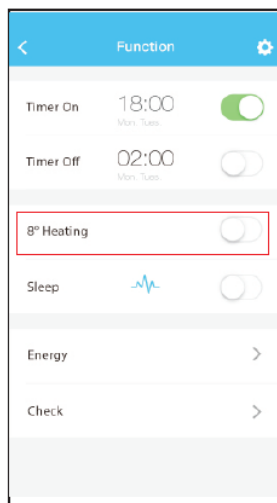 Function
Timer On 18:00
Mon. Tues.
Timer Off 02:00
Mon. Tues.
8° Heating
Sleep
Energy
Check